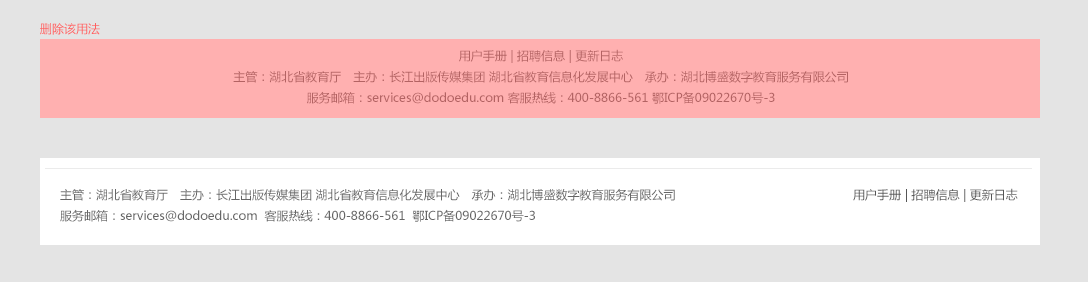 删除该用法
用户手册 | 招聘信息 | 更新日志
主管：湖北省教育厅 主办：长江出版传媒集团 湖北省教育信息化发展中心 承办：湖北博盛数字教育服务有限公司
服务邮箱：services@dodoedu.com 客服热线：400-8866-561 鄂ICP备09022670号-3
主管：湖北省教育厅 主办：长江出版传媒集团 湖北省教育信息化发展中心 承办：湖北博盛数字教育服务有限公司 用户手册 | 招聘信息 | 更新日志
服务邮箱：services@dodoedu.com 客服热线：400-8866-561 鄂ICP备09022670号-3